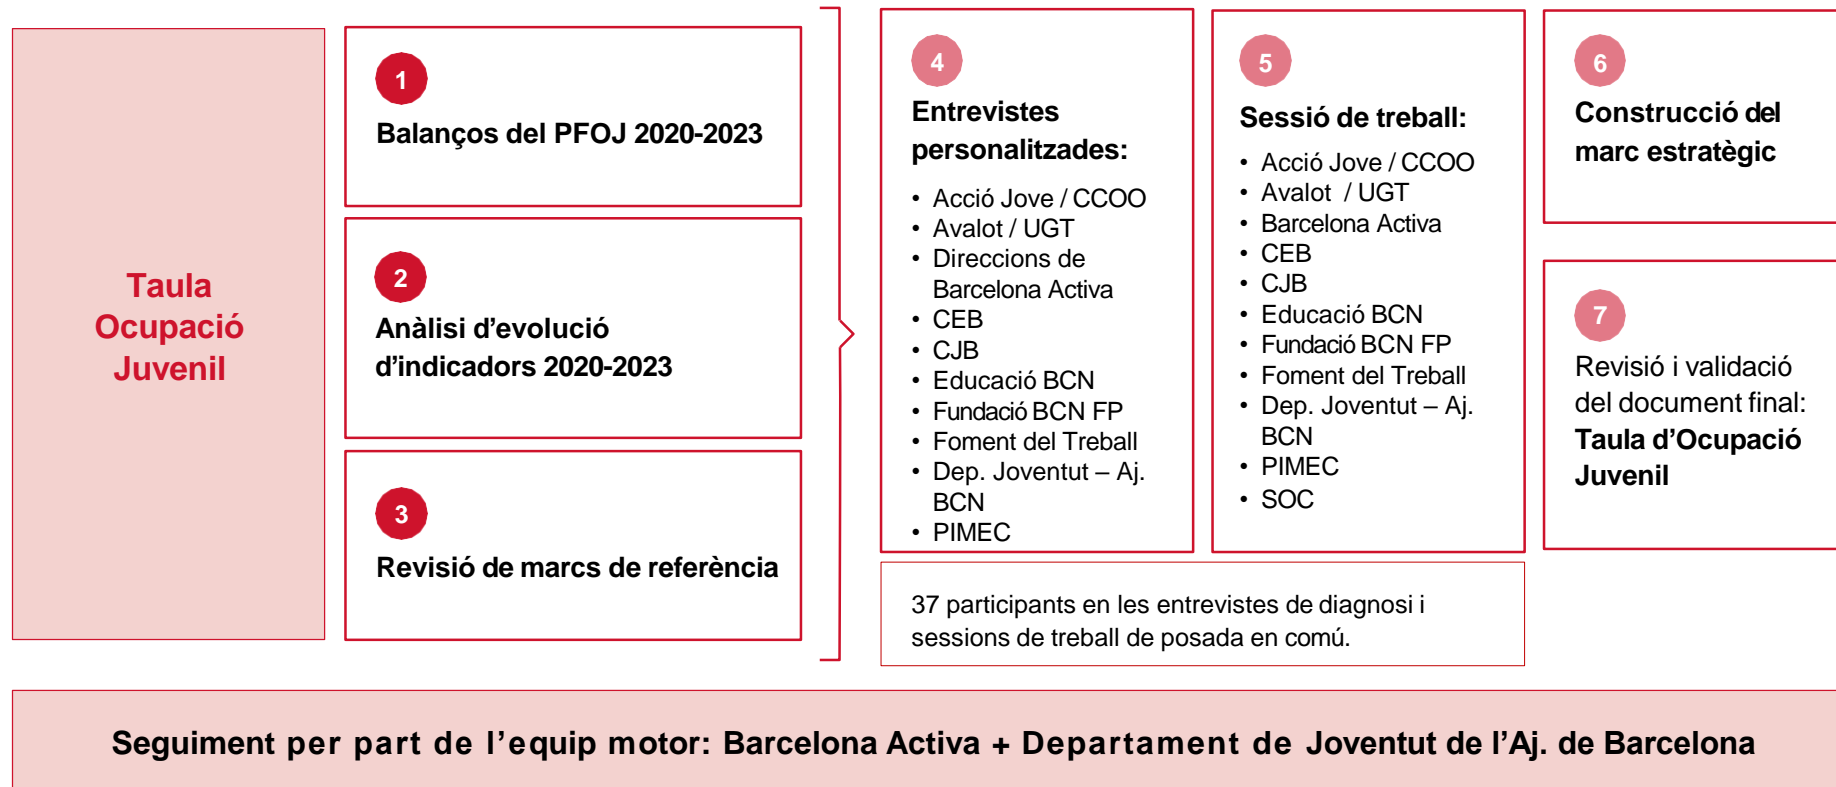 Taula
Ocupació
Juvenil
1
Balanços del PFOJ 2020-2023
2
Anàlisi d'evolució
d'indicadors 2020-2023
3
Revisió de marcs de referència
4
Entrevistes
personalitzades:
• Acció Jove / CCOO
• Avalot / UGT
• Direccions de
Barcelona Activa
• CEB
• CJB
• Educació BCN
• Fundació BCN FP
• Foment del Treball
• Dep. Joventut – Aj.
BCN
• PIMEC
5
Sessió de treball:
• Acció Jove / CCOO
• Avalot / UGT
• Barcelona Activa
• CEB
• CJB
• Educació BCN
• Fundació BCN FP
• Foment del Treball
• Dep. Joventut – Aj.
BCN
• PIMEC
• SOC
37 participants en les entrevistes de diagnosi i
sessions de treball de posada en comú.
6
Construcció del
marc estratègic
7
Revisió i validació
del document final:
Taula d'Ocupació
Juvenil
Seguiment per part de l'equip motor: Barcelona Activa + Departament de Joventut de l'Aj. de Barcelona